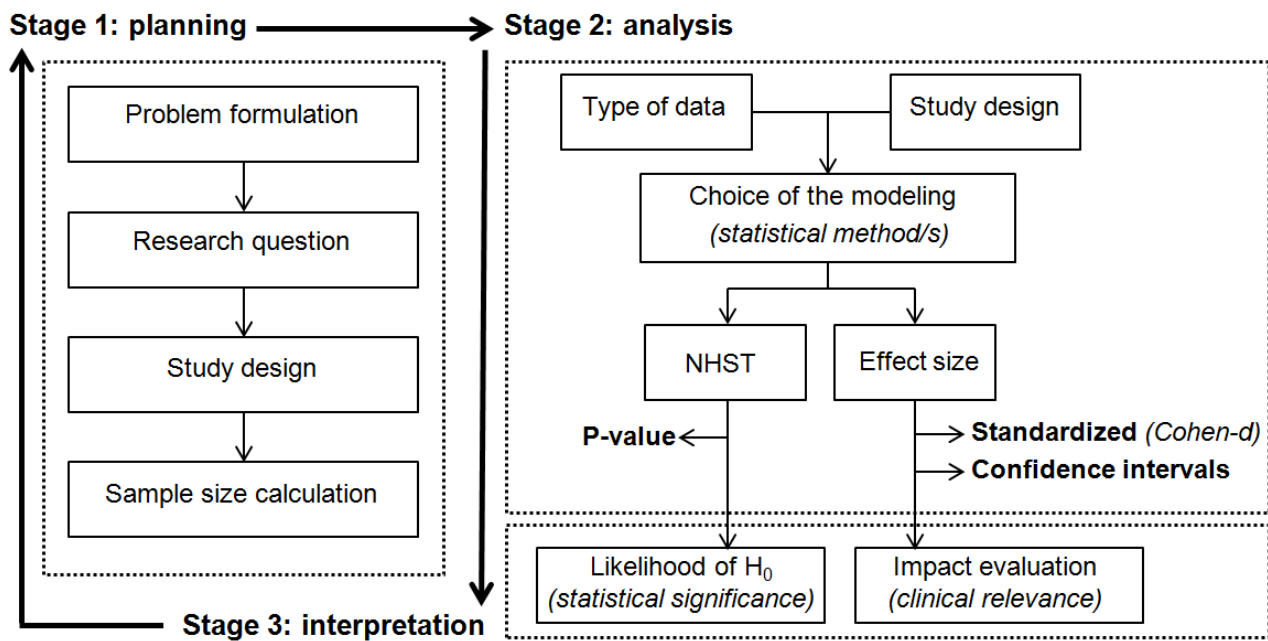 Stage 1: planning
Problem formulation
Research question
Study design
Sample size calculation
Stage 2: analysis
Type of data
Study design
Choice of the modeling
(statistical method/s)
NHST
Effect size
P-value
Standardized (Cohen-d)
Confidence intervals
Stage 3: interpretation
Likelihood of H₀
(statistical significance)
Impact evaluation
(clinical relevance)